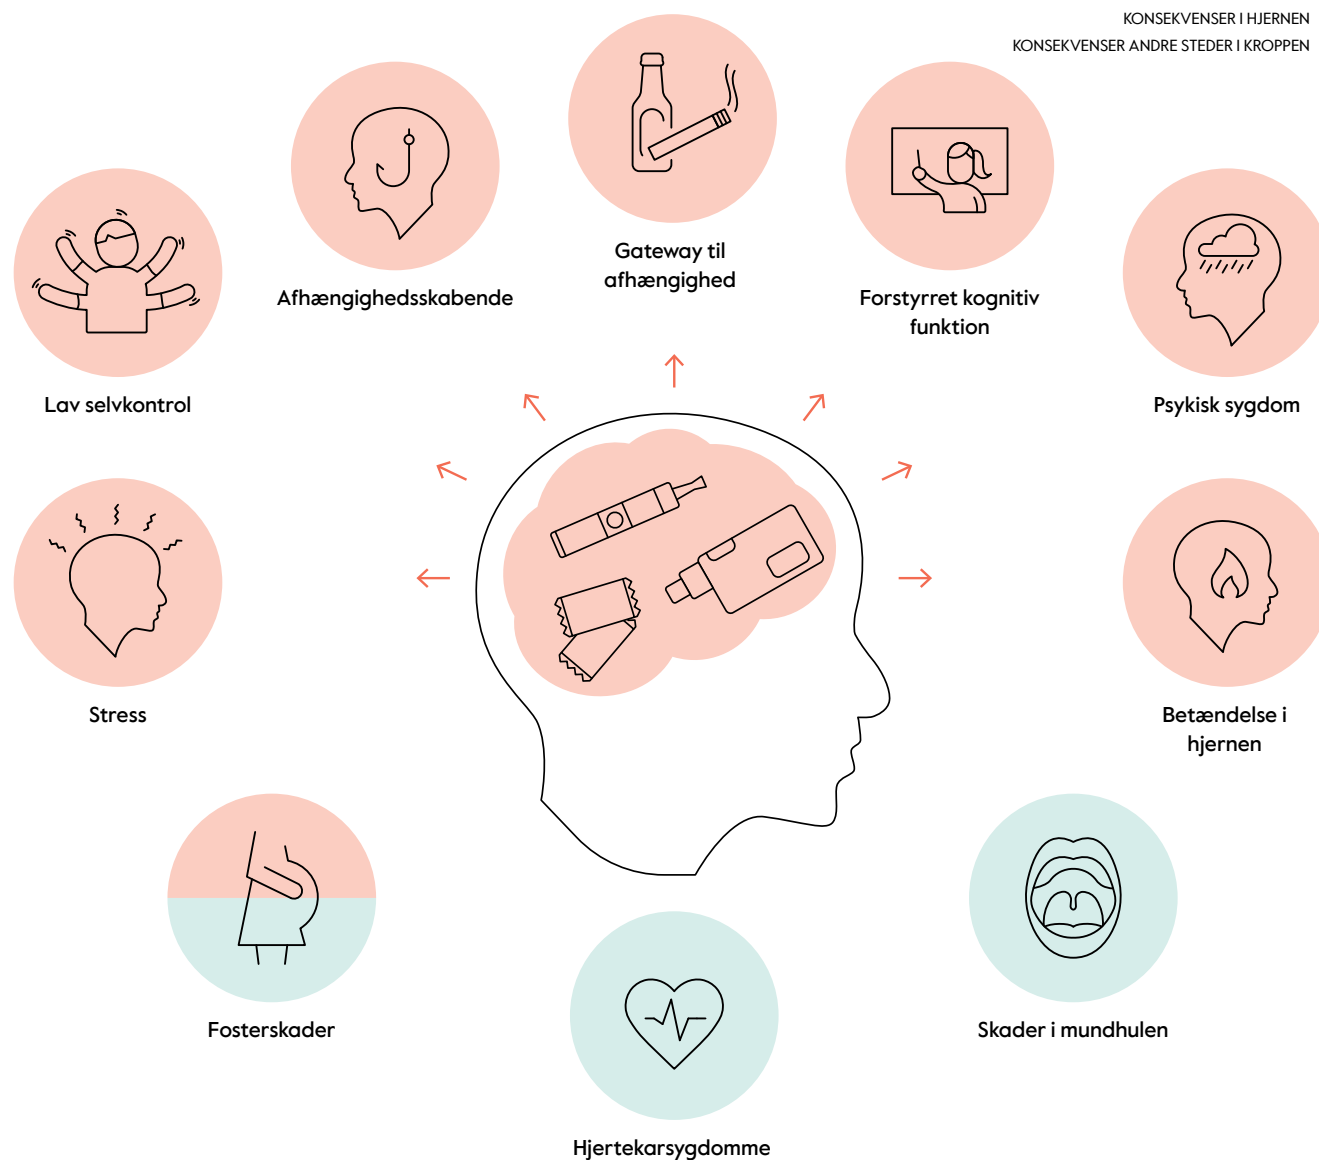 KONSEKVENSER I HJERNEN
KONSEKVENSER ANDRE STEDER I KROPPEN
Gateway til
afhængighed
Afhængighedsskabende
Forstyrret kognitiv
funktion
Lav selvkontrol
Psykisk sygdom
Stress
Betændelse i
hjernen
Fosterskader
Skader i mundhulen
Hjertekarsygdomme